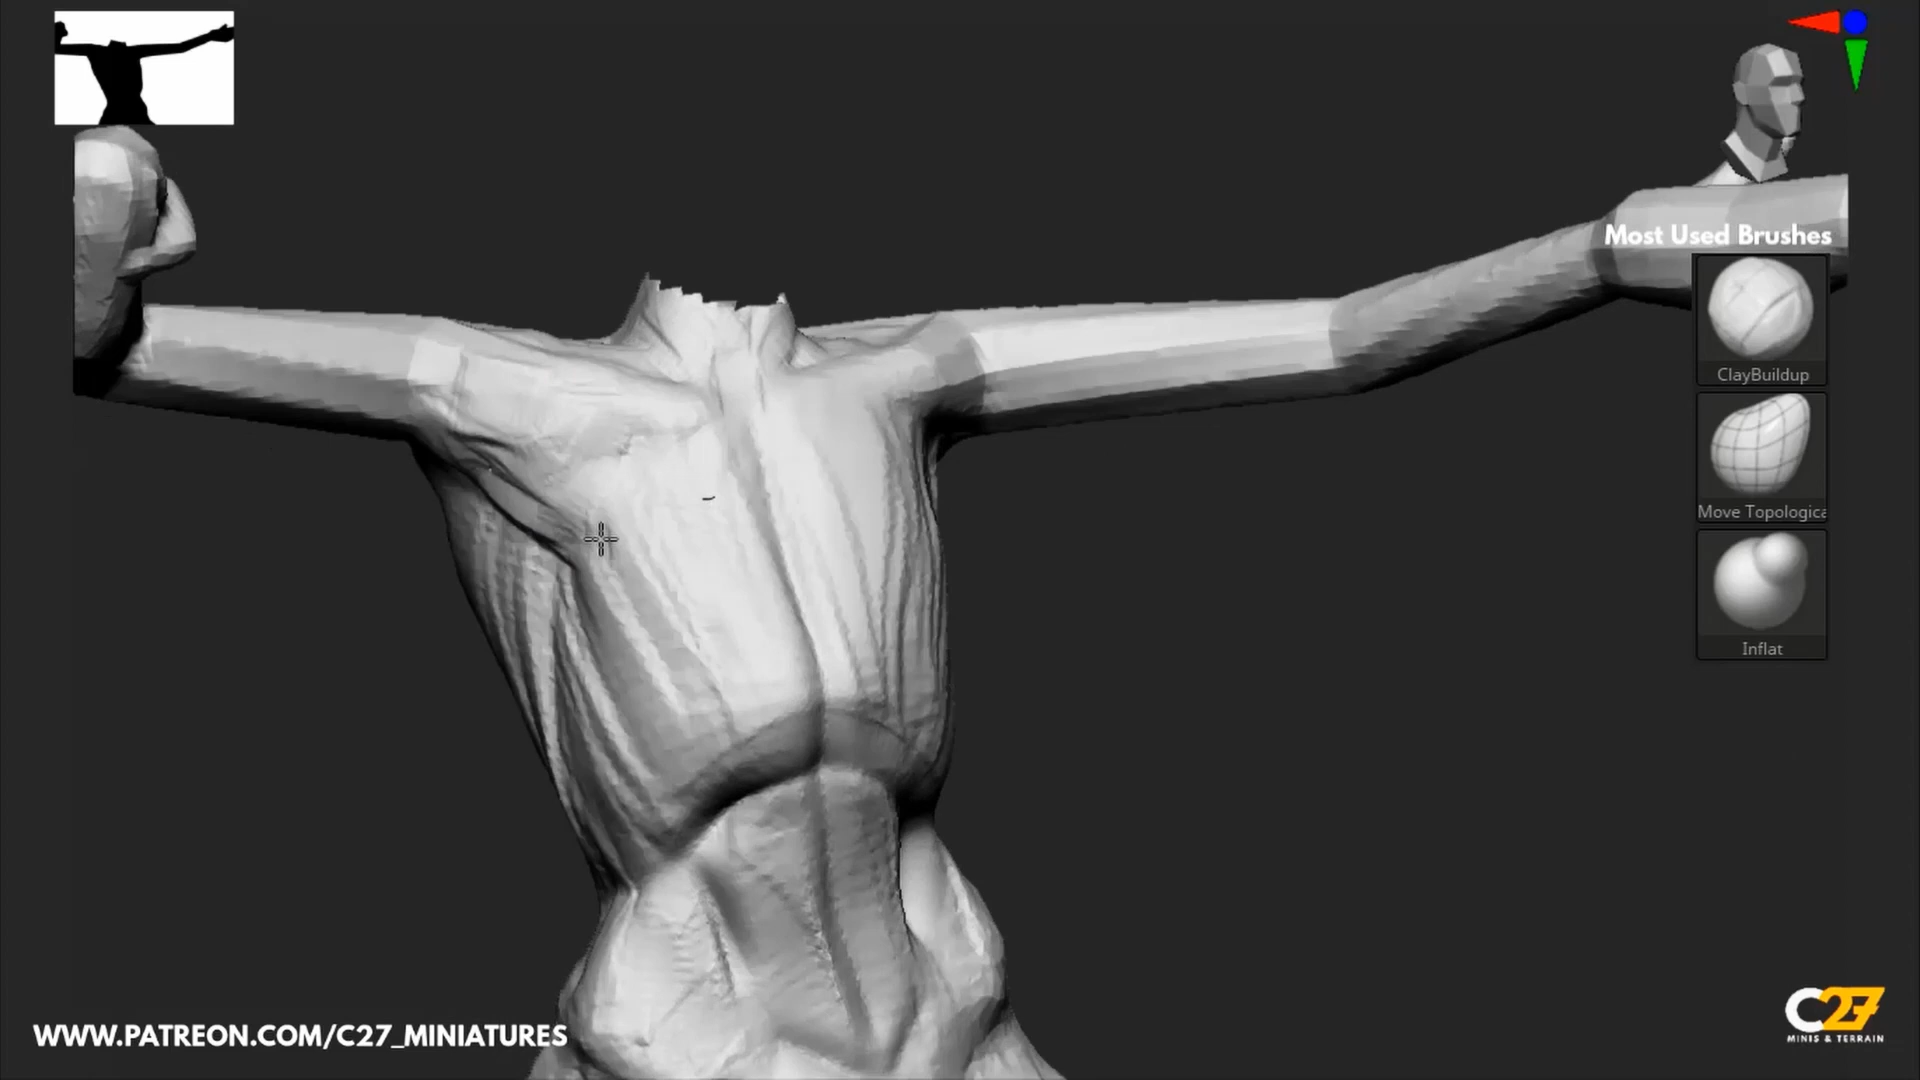 Most Used Brushes
ClayBuildup
Move Topologica
Inflat
WWW.PATREON.COM/C27_MINIATURES
C27
MINIS & TERRAIN